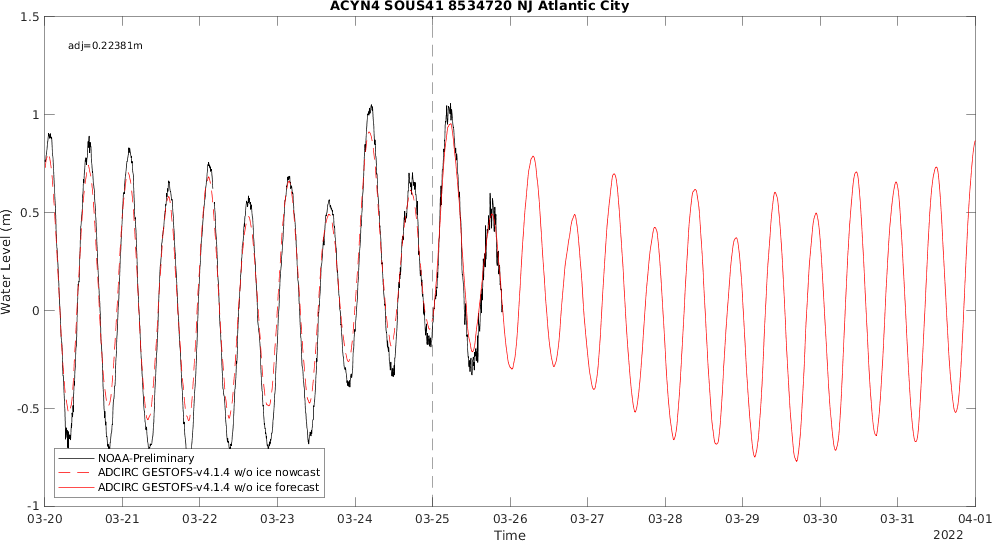 ACYN4 SOUS41 8534720 NJ Atlantic City
adj=0.22381m
Water Level (m)
1.5
1
0.5
0
-0.5
-1
NOAA-Preliminary
ADCIRC GESTOFS-v4.1.4 w/o ice nowcast
ADCIRC GESTOFS-v4.1.4 w/o ice forecast
03-20 03-21 03-22 03-23 03-24 03-25 03-26 03-27 03-28 03-29 03-30 03-31 04-01
Time
2022